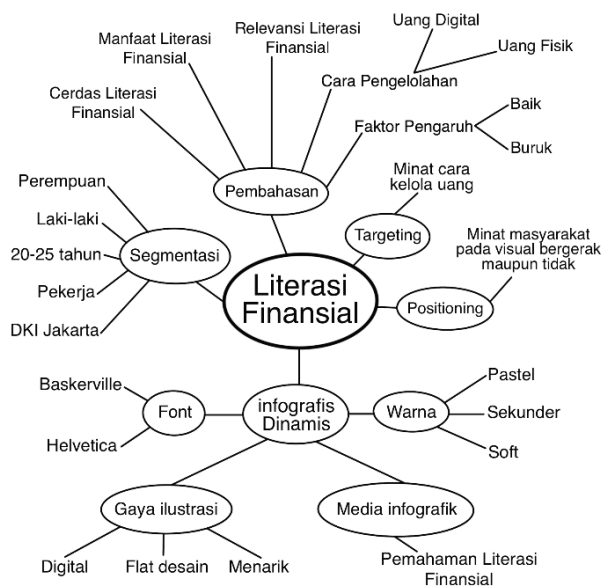 Uang Digital
Relevansi Literasi
Finansial
Manfaat Literasi
Finansial
Uang Fisik
Cara Pengelolahan
Cerdas Literasi
Finansial
Baik
Faktor Pengaruh
Buruk
Pembahasan
Minat cara
kelola uang
Perempuan
Laki-laki
20-25 tahun
Pekerja
DKI Jakarta
Segmentasi
Targeting
Minat masyarakat
pada visual bergerak
maupun tidak
Positioning
Literasi
Finansial
Baskerville
Helvetica
Font
infografis
Dinamis
Warna
Pastel
Sekunder
Soft
Gaya ilustrasi
Media infografik
Digital
Flat desain
Menarik
Pemahaman Literasi
Finansial